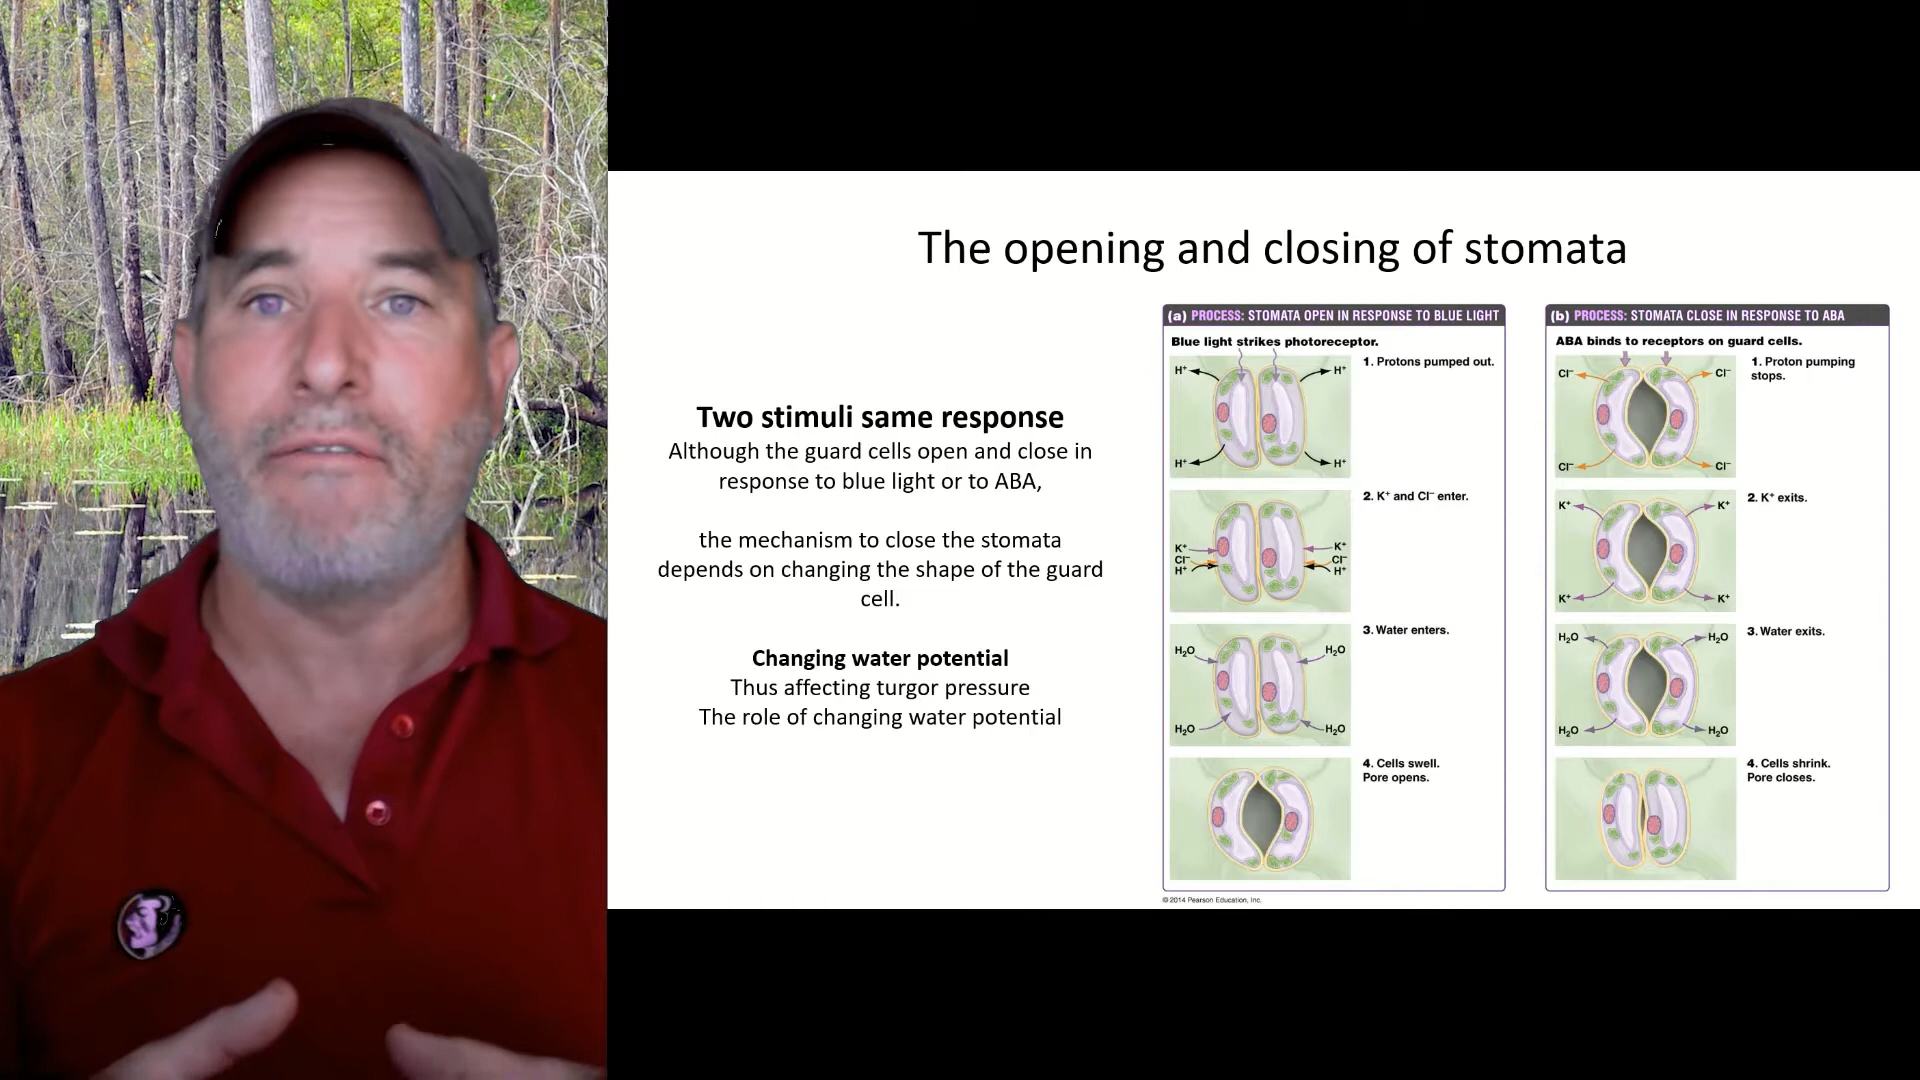 The opening and closing of stomata
Two stimuli same response
Although the guard cells open and close in
response to blue light or to ABA,
the mechanism to close the stomata
depends on changing the shape of the guard
cell.
Changing water potential
Thus affecting turgor pressure
The role of changing water potential
(a) PROCESS: STOMATA OPEN IN RESPONSE TO BLUE LIGHT
Blue light strikes photoreceptor.
H⁺ H⁺
1. Protons pumped out.
H⁺ H⁺
2. K⁺ and Cl⁻ enter.
K⁺ K⁺
Cl⁻ Cl⁻
H⁺ H⁺
3. Water enters.
H₂O H₂O
H₂O H₂O
4. Cells swell.
Pore opens.
© 2014 Pearson Education, Inc.
(b) PROCESS: STOMATA CLOSE IN RESPONSE TO ABA
ABA binds to receptors on guard cells.
Cl⁻ Cl⁻
1. Proton pumping
stops.
Cl⁻ Cl⁻
2. K⁺ exits.
K⁺ K⁺
K⁺ K⁺
3. Water exits.
H₂O H₂O
H₂O H₂O
4. Cells shrink.
Pore closes.